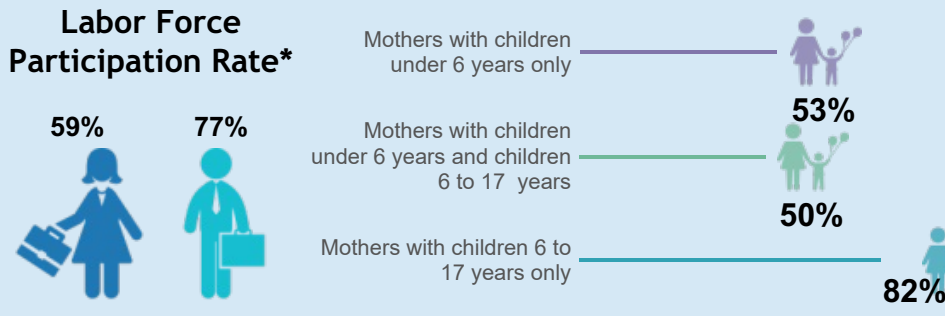 Labor Force
Participation Rate*
59%
77%
Mothers with children
under 6 years only
53%
Mothers with children
under 6 years and children
6 to 17 years
50%
Mothers with children 6 to
17 years only
82%